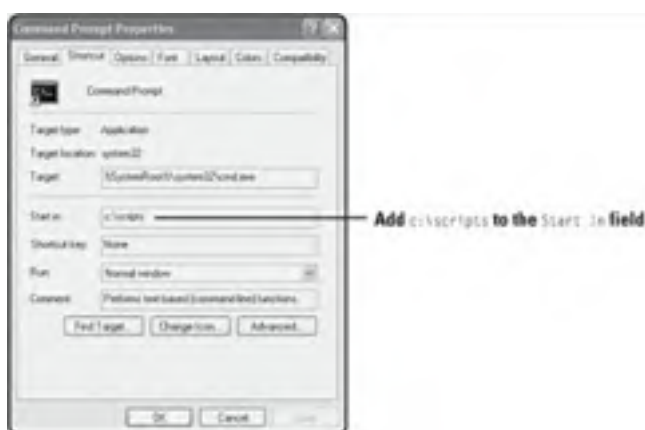 Command Prompt Properties
General Shortcut Options Font Layout Colors Compatibility
Command Prompt
Target type: Application
Target location: system32
Target: %SystemRoot%\system32\cmd.exe
Start in: c:\scripts
Add c:\scripts to the Start In field
Shortcut key: None
Run: Normal window
Comment: Performs text-based (command-line) functions.
Find Target... Change Icon... Advanced...
OK Cancel